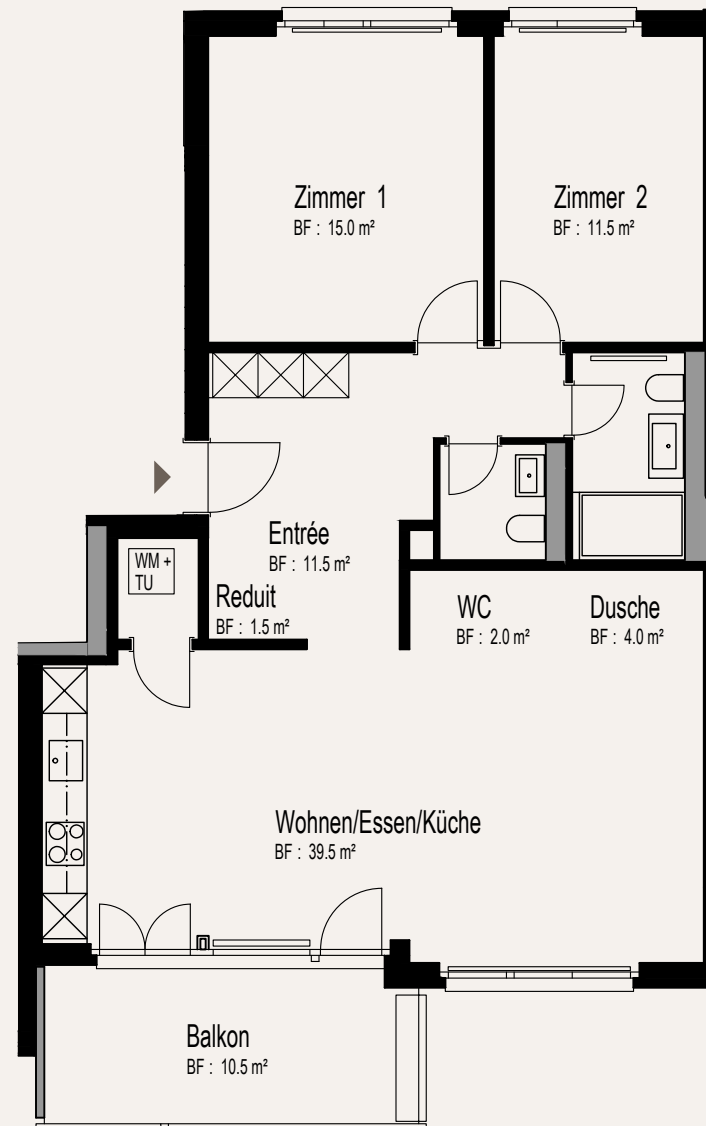 Zimmer 1
BF : 15.0 m²
Zimmer 2
BF : 11.5 m²
Entrée
BF : 11.5 m²
WM +
TU
Reduit
BF : 1.5 m²
WC
BF : 2.0 m²
Dusche
BF : 4.0 m²
Wohnen/Essen/Küche
BF : 39.5 m²
Balkon
BF : 10.5 m²